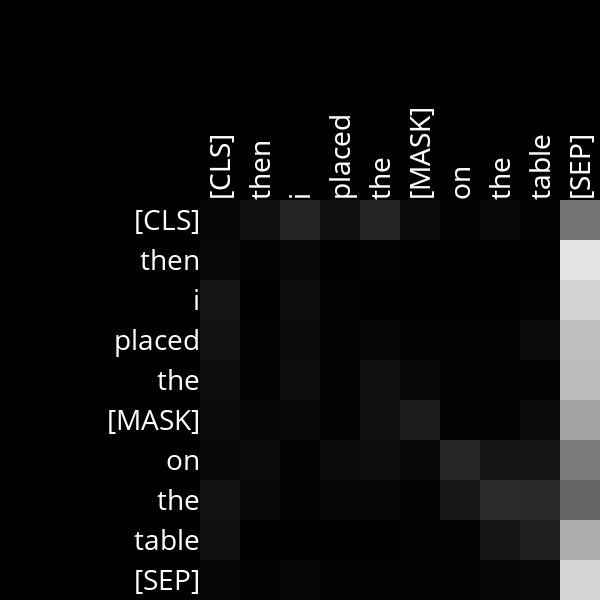 [CLS] then i placed the [MASK] on the table [SEP]
[CLS]
then
i
placed
the
[MASK]
on
the
table
[SEP]